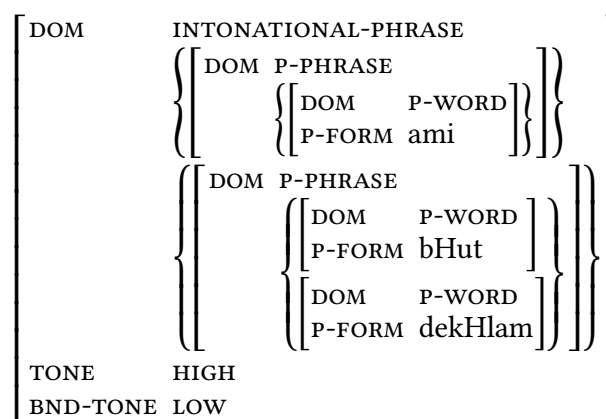 DOM INTONATIONAL-PHRASE
DOM P-PHRASE
DOM P-WORD
P-FORM ami
DOM P-PHRASE
DOM P-WORD
P-FORM bHut
DOM P-WORD
P-FORM dekHlam
TONE HIGH
BND-TONE LOW